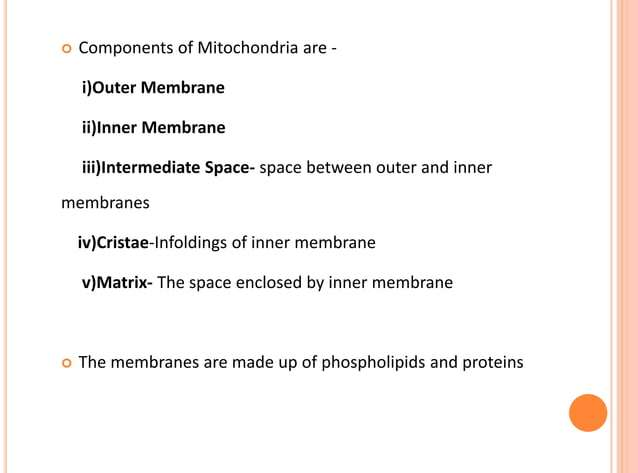 Components of Mitochondria are -
i)Outer Membrane
ii)Inner Membrane
iii)Intermediate Space- space between outer and inner
membranes
iv)Cristae-Infoldings of inner membrane
v)Matrix- The space enclosed by inner membrane
The membranes are made up of phospholipids and proteins